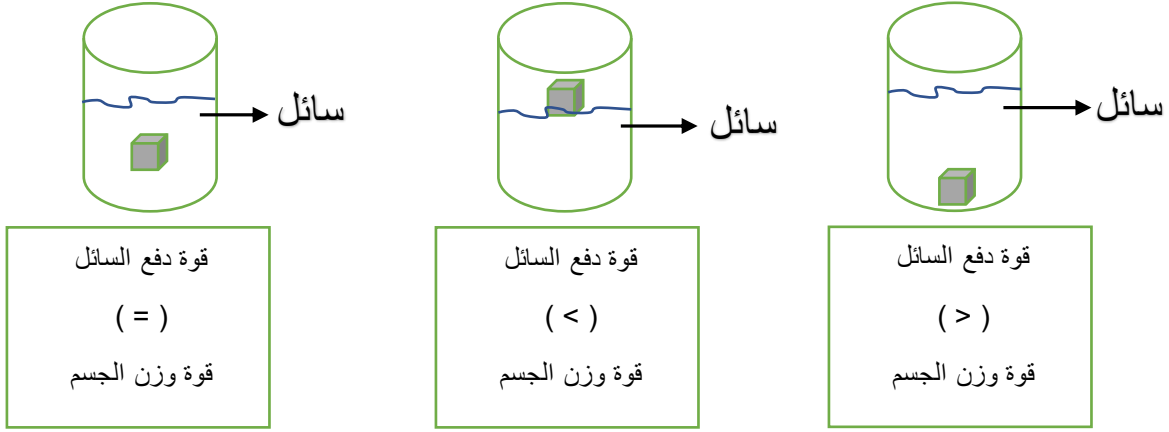 سائل
سائل
سائل
قوة دفع السائل
( > )
قوة وزن الجسم
قوة دفع السائل
( < )
قوة وزن الجسم
قوة دفع السائل
( = )
قوة وزن الجسم